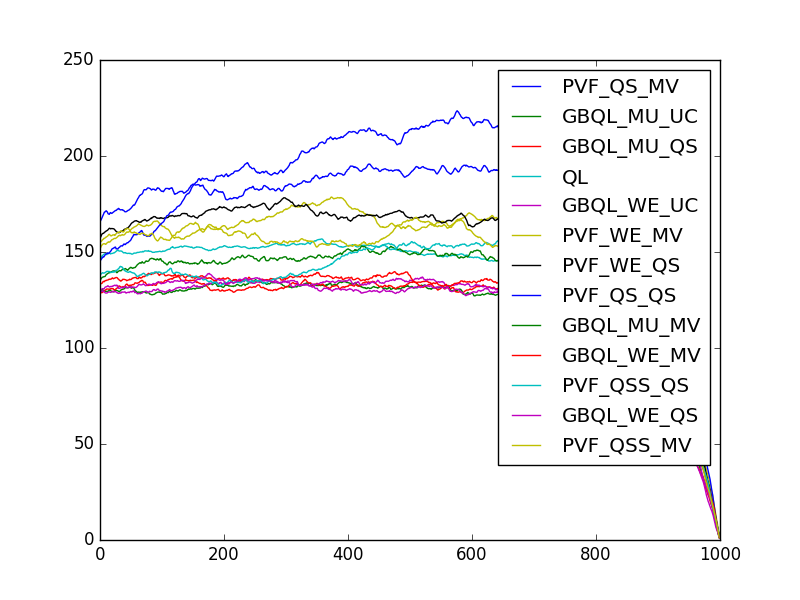 250
200
150
100
50
0
0 200 400 600 800 1000
PVF_QS_MV
GBQL_MU_UC
GBQL_MU_QS
QL
GBQL_WE_UC
PVF_WE_MV
PVF_WE_QS
PVF_QS_QS
GBQL_MU_MV
GBQL_WE_MV
PVF_QSS_QS
GBQL_WE_QS
PVF_QSS_MV